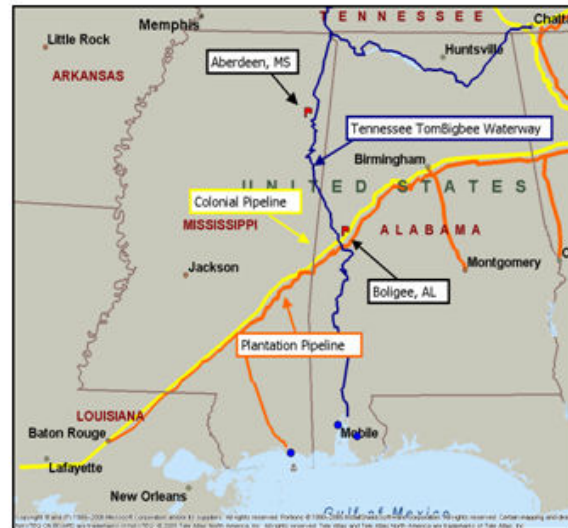 TENNESSEE
Memphis
Chatta
Little Rock
Huntsville
Aberdeen, MS
ARKANSAS
Tennessee TomBigbee Waterway
Birmingham
UNITED STATES
Colonial Pipeline
MISSISSIPPI
ALABAMA
Jackson
Montgomery
Boligee, AL
Plantation Pipeline
LOUISIANA
Baton Rouge
Mobile
Lafayette
New Orleans
Gulf of Mexico